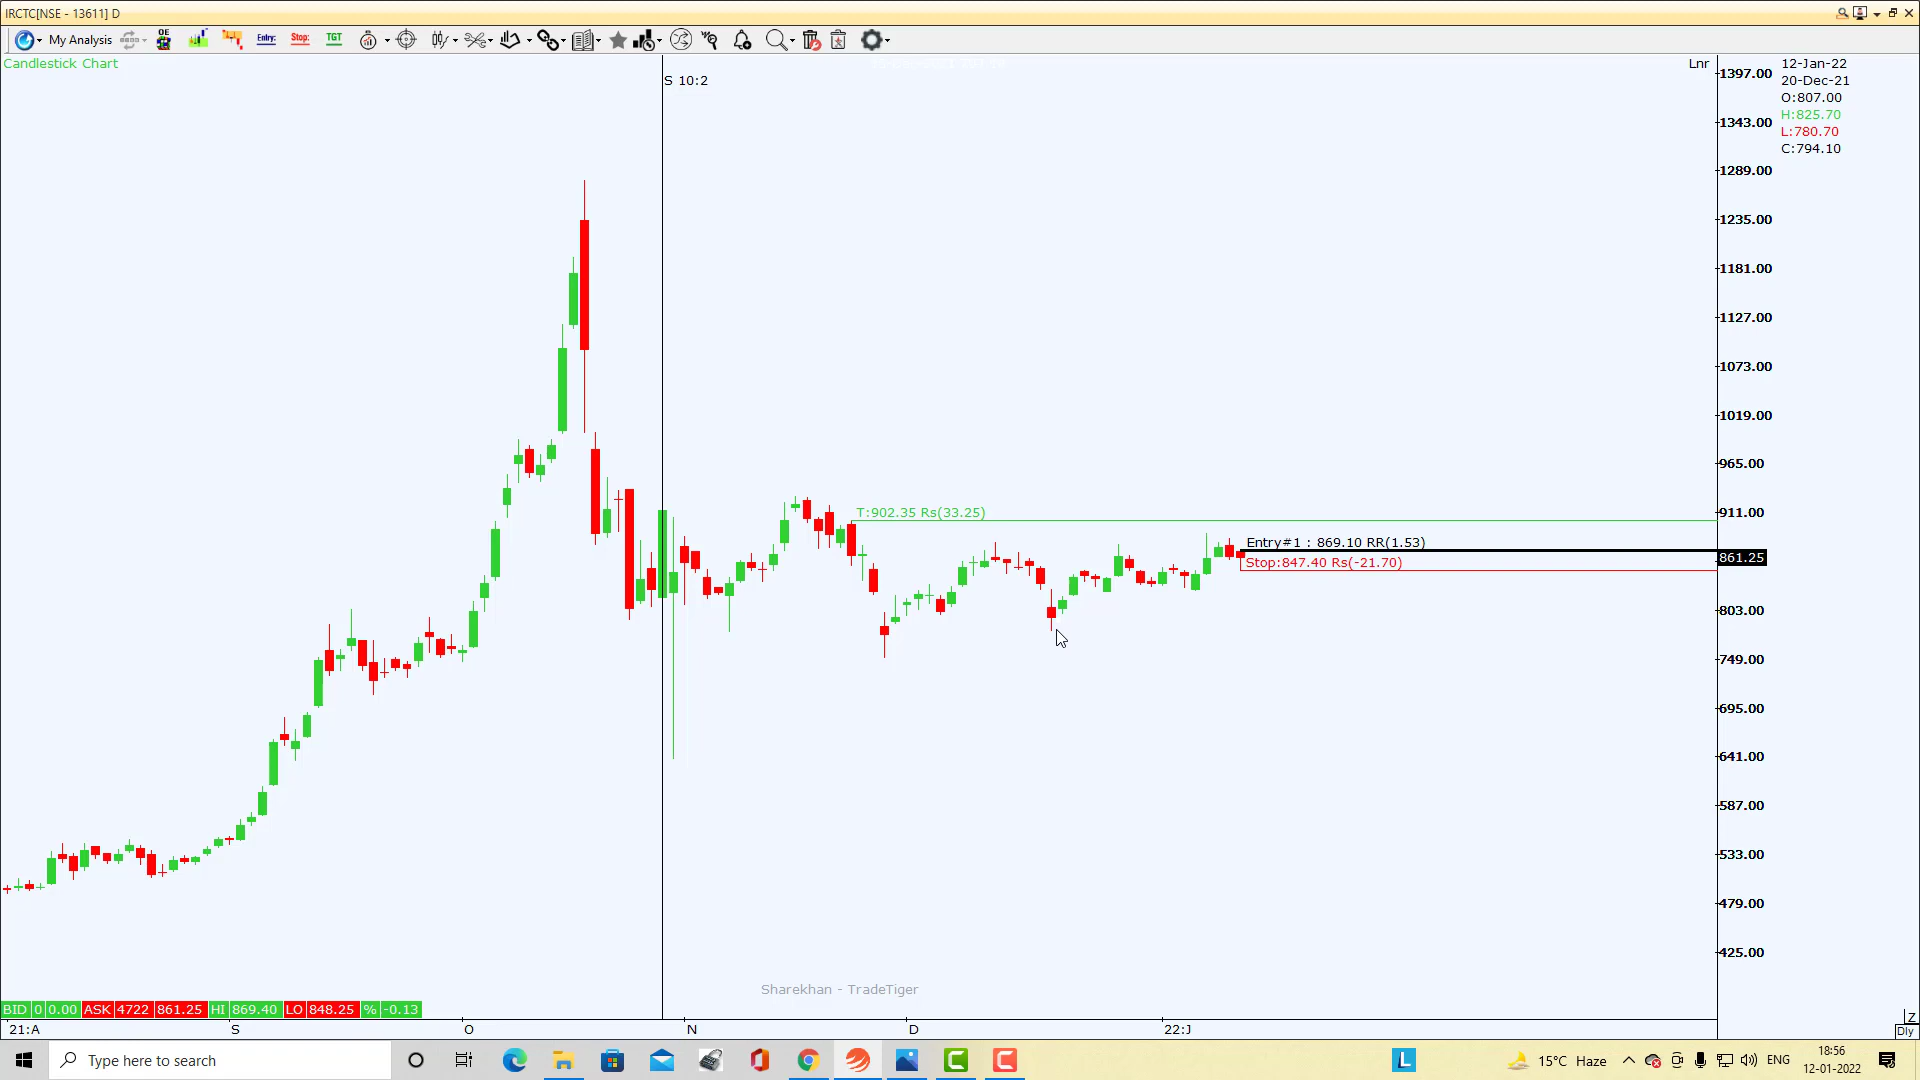 IRCTC[NSE - 13611] D
My Analysis
OE
Entry:
Stop:
TGT
Candlestick Chart
S 10:2
Lnr
12-Jan-22
20-Dec-21
O:807.00
H:825.70
L:780.70
C:794.10
1397.00
1343.00
1289.00
1235.00
1181.00
1127.00
1073.00
1019.00
965.00
911.00
861.25
803.00
749.00
695.00
641.00
587.00
533.00
479.00
425.00
T:902.35 Rs(33.25)
Entry#1 : 869.10 RR(1.53)
Stop:847.40 Rs(-21.70)
Sharekhan - TradeTiger
BID 0 0.00 ASK 4722 861.25 HI 869.40 LO 848.25 % -0.13
21:A S O N D 22:J
Z
Dly
Type here to search
L
15°C Haze
ENG
18:56
12-01-2022